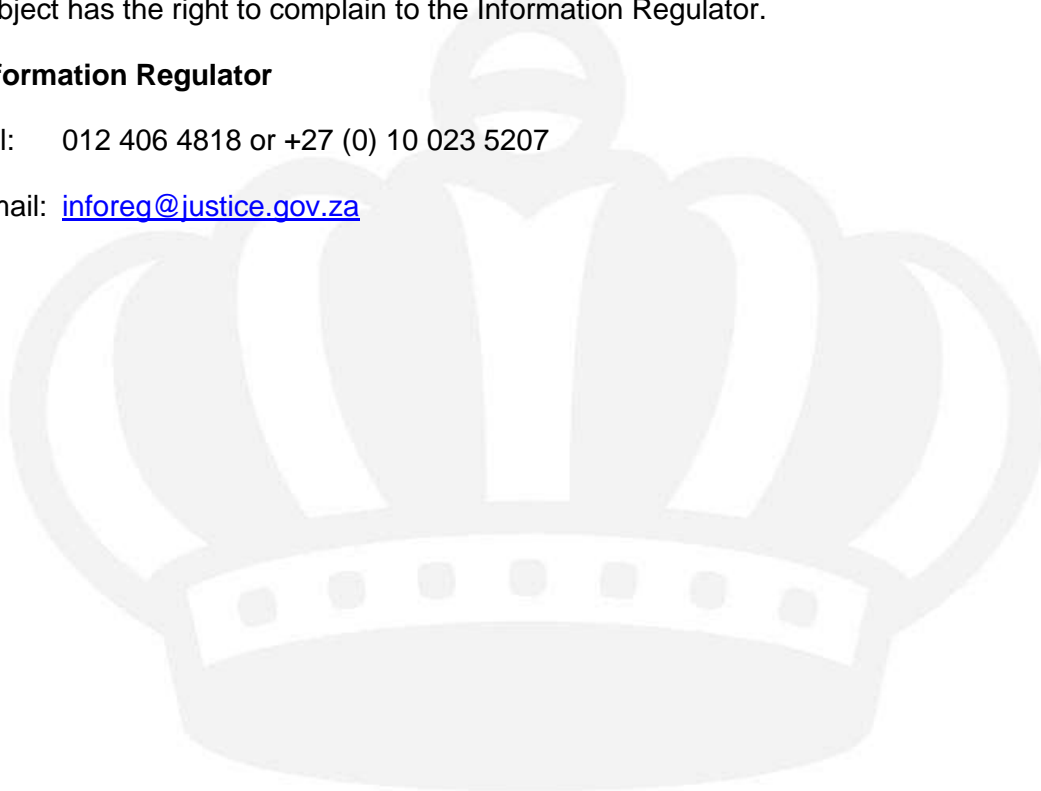 bject has the right to complain to the Information Regulator.
formation Regulator
l: 012 406 4818 or +27 (0) 10 023 5207
nail: inforeg@justice.gov.za